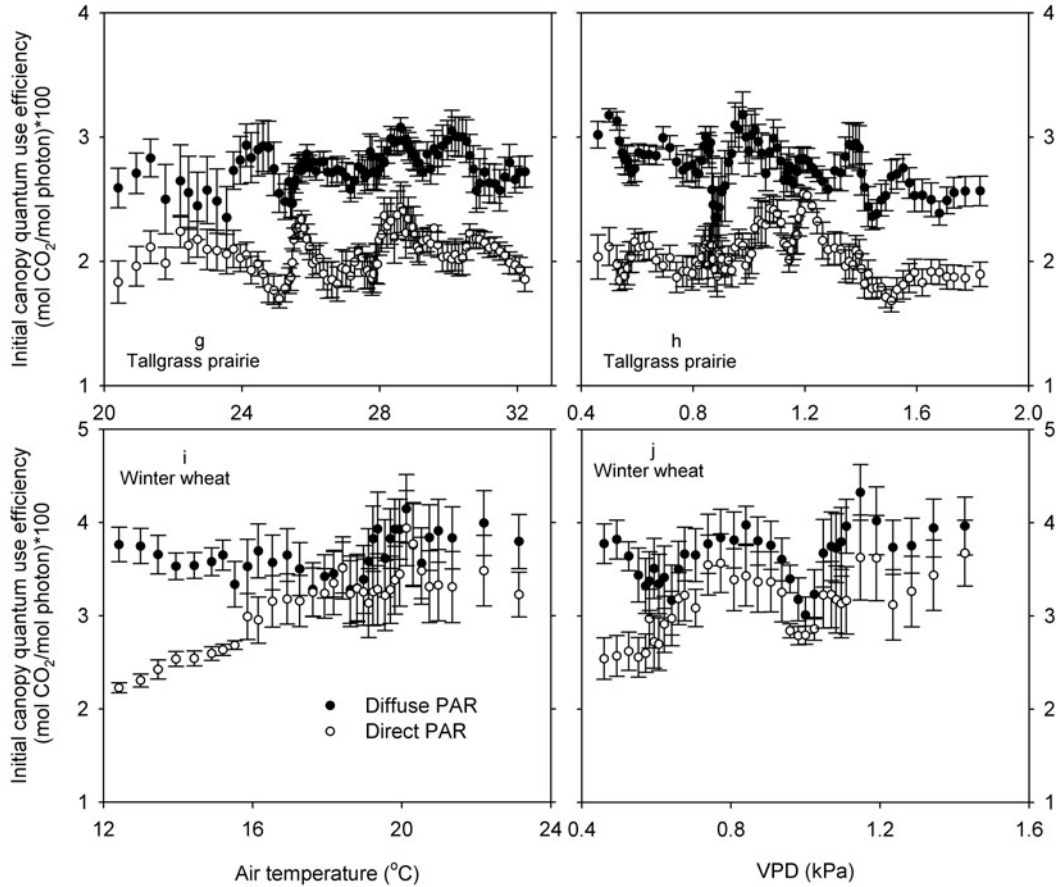 Initial canopy quantum use efficiency
(mol CO₂/mol photon)*100
4
3
2
1
g
Tallgrass prairie
20 24 28 32
4
3
2
1
h
Tallgrass prairie
0.4 0.8 1.2 1.6 2.0
Initial canopy quantum use efficiency
(mol CO₂/mol photon)*100
5
4
3
2
1
i
Winter wheat
Diffuse PAR
Direct PAR
12 16 20 24
Air temperature (°C)
5
4
3
2
1
j
Winter wheat
0.4 0.8 1.2 1.6
VPD (kPa)